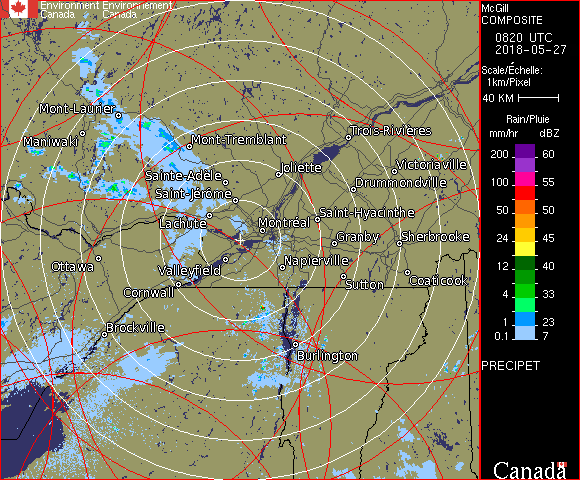 Environment Environnement
Canada Canada
McGill
COMPOSITE
0820 UTC
2018-05-27
Scale/Échelle:
1km/Pixel
40 KM
Rain/Pluie
mm/hr dBZ
200 60
155 55
100 55
50 50
24 45
12 40
4 33
1 23
0.1 7
PRECIPET
Canada
Mont-Laurier
Maniwaki
Mont-Tremblant
Trois-Rivières
Sainte-Adèle
Joliette
Victoriaville
Saint-Jérôme
Drummondville
Lachute
Montréal
Saint-Hyacinthe
Granby
Sherbrooke
Ottawa
Valleyfield
Napierville
Cornwall
Sutton
Coaticook
Brockville
Burlington